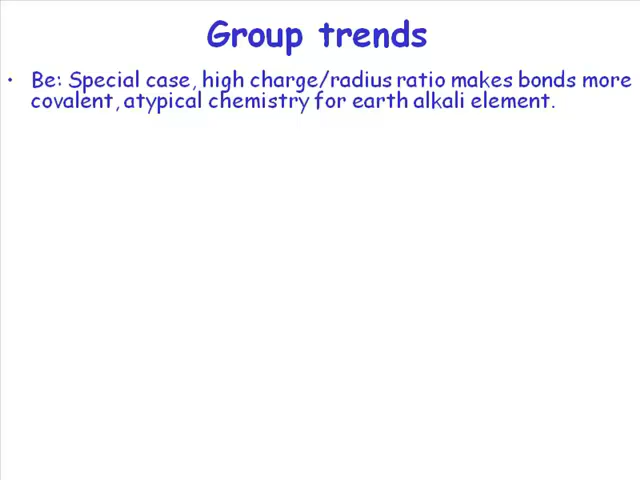 Group trends
• Be: Special case, high charge/radius ratio makes bonds more
covalent, atypical chemistry for earth alkali element.